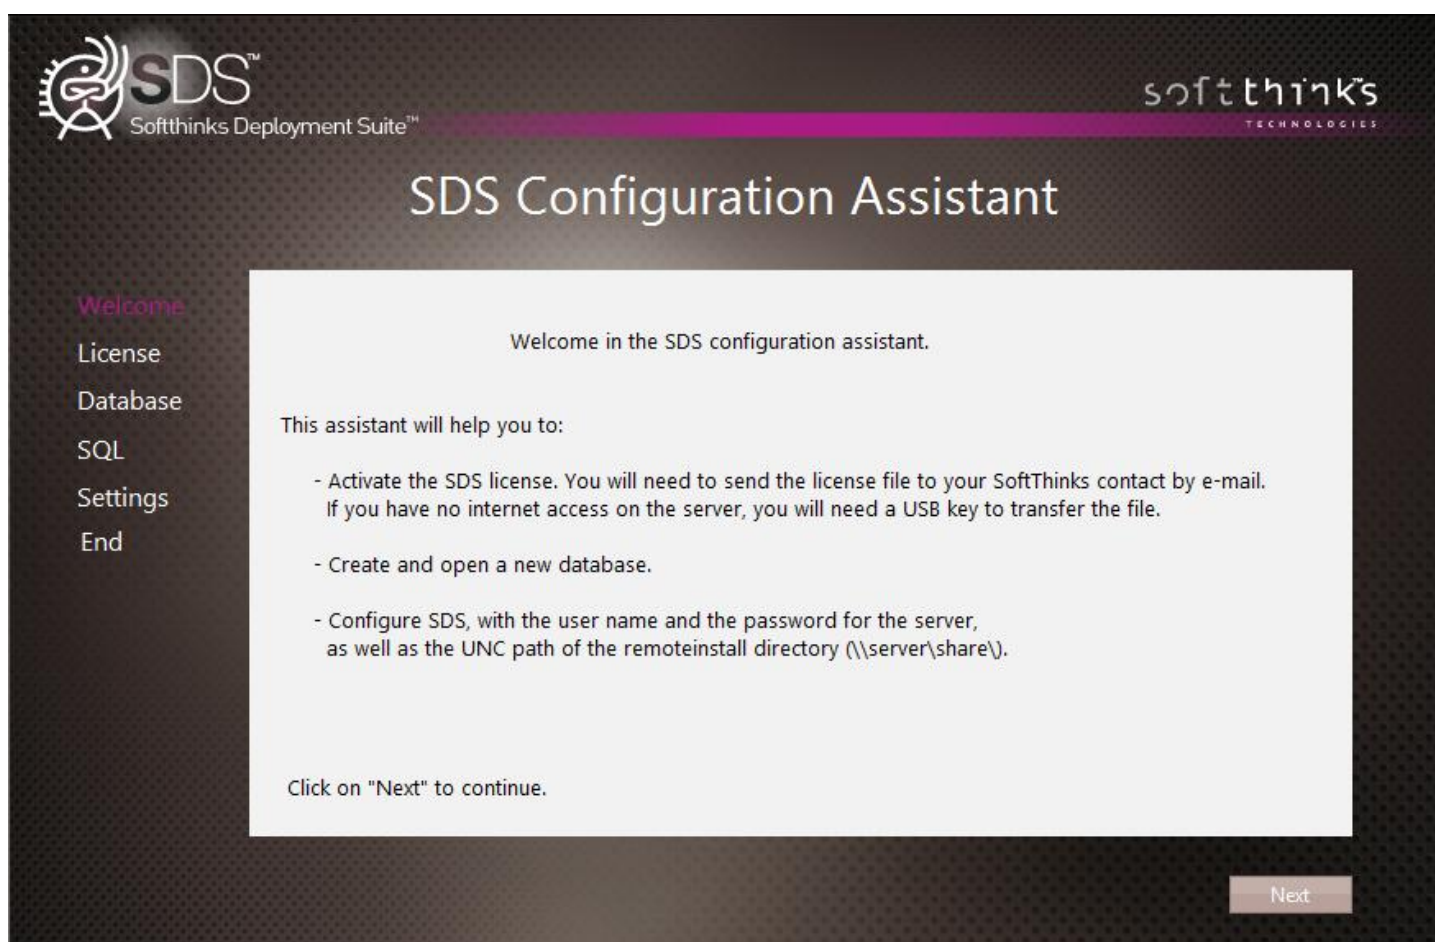 SDS™
Softthinks Deployment Suite™
softthinks™
TECHNOLOGIES
SDS Configuration Assistant
Welcome
License
Database
SQL
Settings
End
Welcome in the SDS configuration assistant.
This assistant will help you to:
- Activate the SDS license. You will need to send the license file to your SoftThinks contact by e-mail.
If you have no internet access on the server, you will need a USB key to transfer the file.
- Create and open a new database.
- Configure SDS, with the user name and the password for the server,
as well as the UNC path of the remoteinstall directory (\\server\share\).
Click on "Next" to continue.
Next